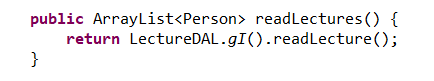 public ArrayList<Person> readLectures() {
    return LectureDAL.gI().readLecture();
}